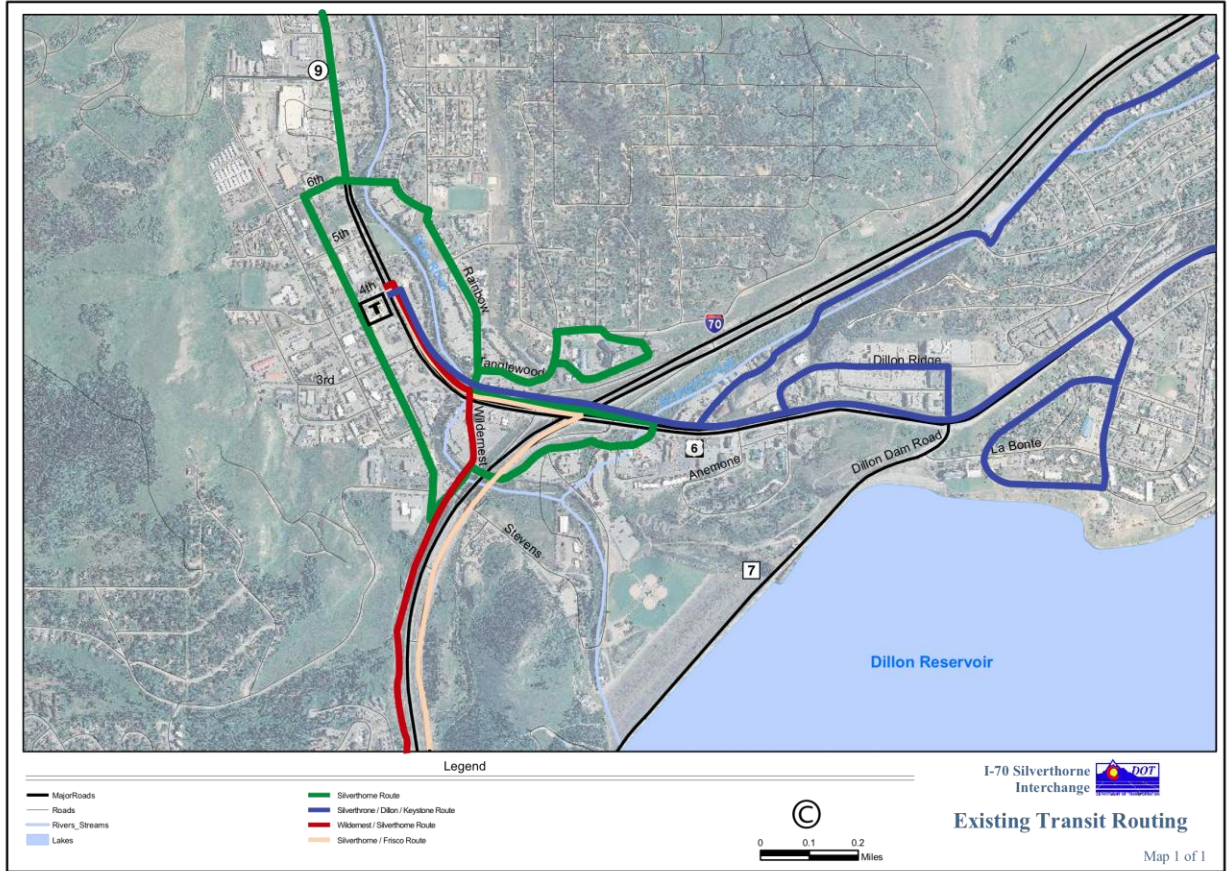 9
6th
5th
4th
T
Rainbow
70
Tanglewood
Dillon Ridge
3rd
Wildernest
6
Anemone
Dillon Dam Road
La Bonte
Stevens
7
Dillon Reservoir
Legend
MajorRoads
Roads
Rivers_Streams
Lakes
Silverthorne Route
Silverthrone / Dillon / Keystone Route
Wildernest / Silverthorne Route
Silverthorne / Frisco Route
©
0 0.1 0.2
Miles
I-70 Silverthorne
Interchange
DOT
Existing Transit Routing
Map 1 of 1